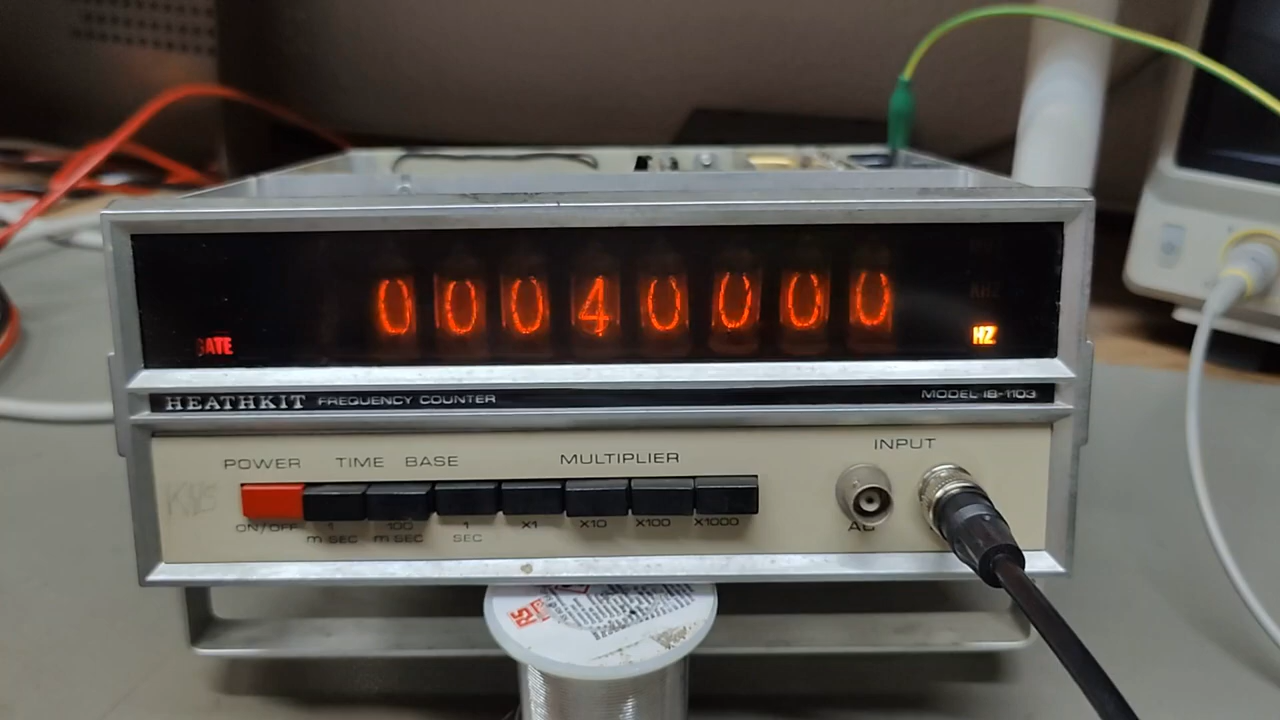 00040000
GATE
KHZ
HZ
HEATHKIT FREQUENCY COUNTER MODEL IB-1103
POWER TIME BASE MULTIPLIER INPUT
ON/OFF 1 m SEC 100 m SEC 1 SEC X1 X10 X100 X1000 AC